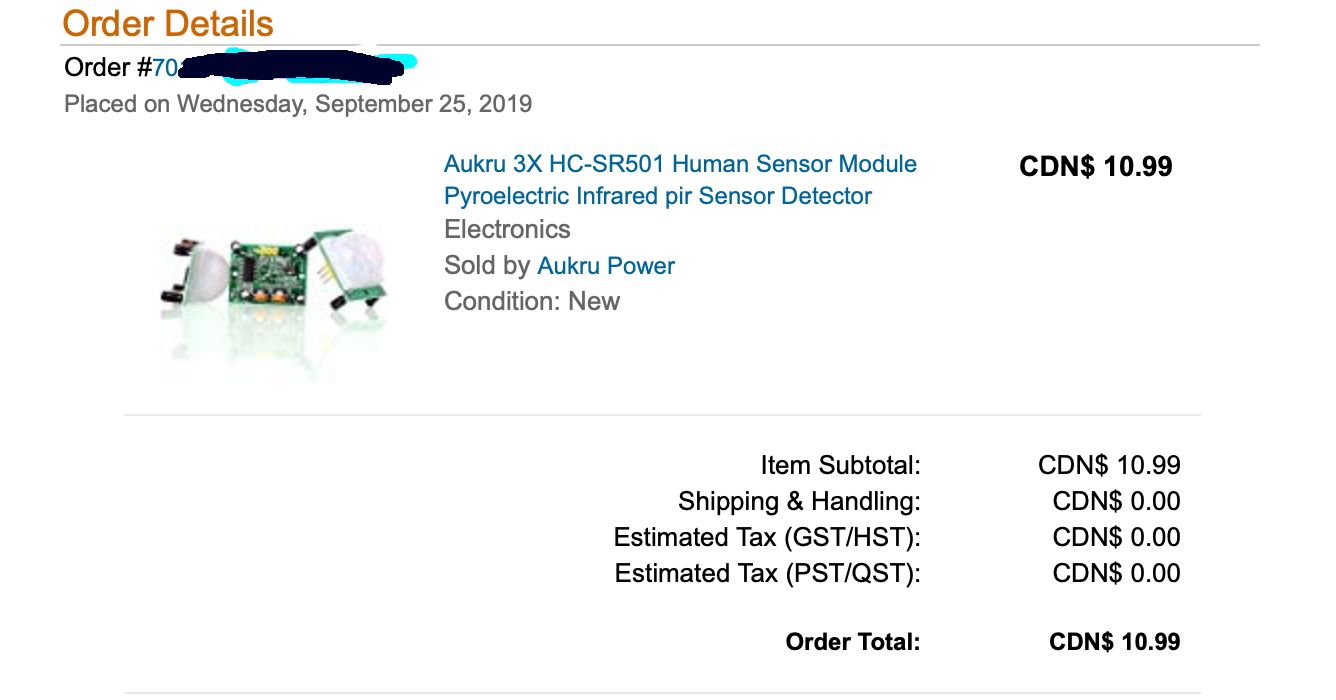 Order Details
Order #70
Placed on Wednesday, September 25, 2019
Aukru 3X HC-SR501 Human Sensor Module CDN$ 10.99
Pyroelectric Infrared pir Sensor Detector
Electronics
Sold by Aukru Power
Condition: New
Item Subtotal: CDN$ 10.99
Shipping & Handling: CDN$ 0.00
Estimated Tax (GST/HST): CDN$ 0.00
Estimated Tax (PST/QST): CDN$ 0.00
Order Total: CDN$ 10.99